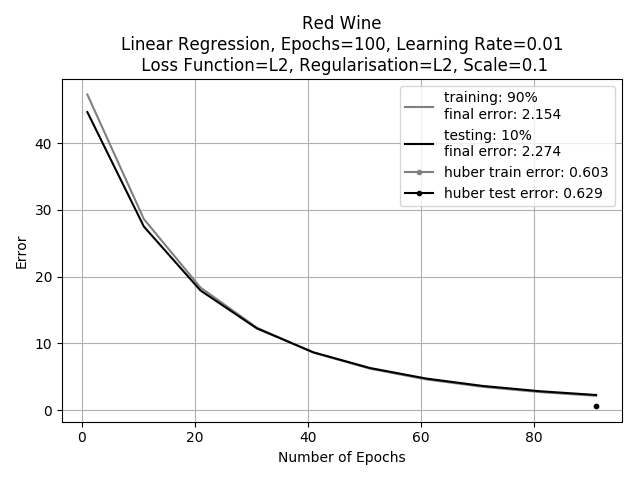 Red Wine
Linear Regression, Epochs=100, Learning Rate=0.01
Loss Function=L2, Regularisation=L2, Scale=0.1
training: 90%
final error: 2.154
testing: 10%
final error: 2.274
huber train error: 0.603
huber test error: 0.629
Error
40
30
20
10
0
0 20 40 60 80
Number of Epochs